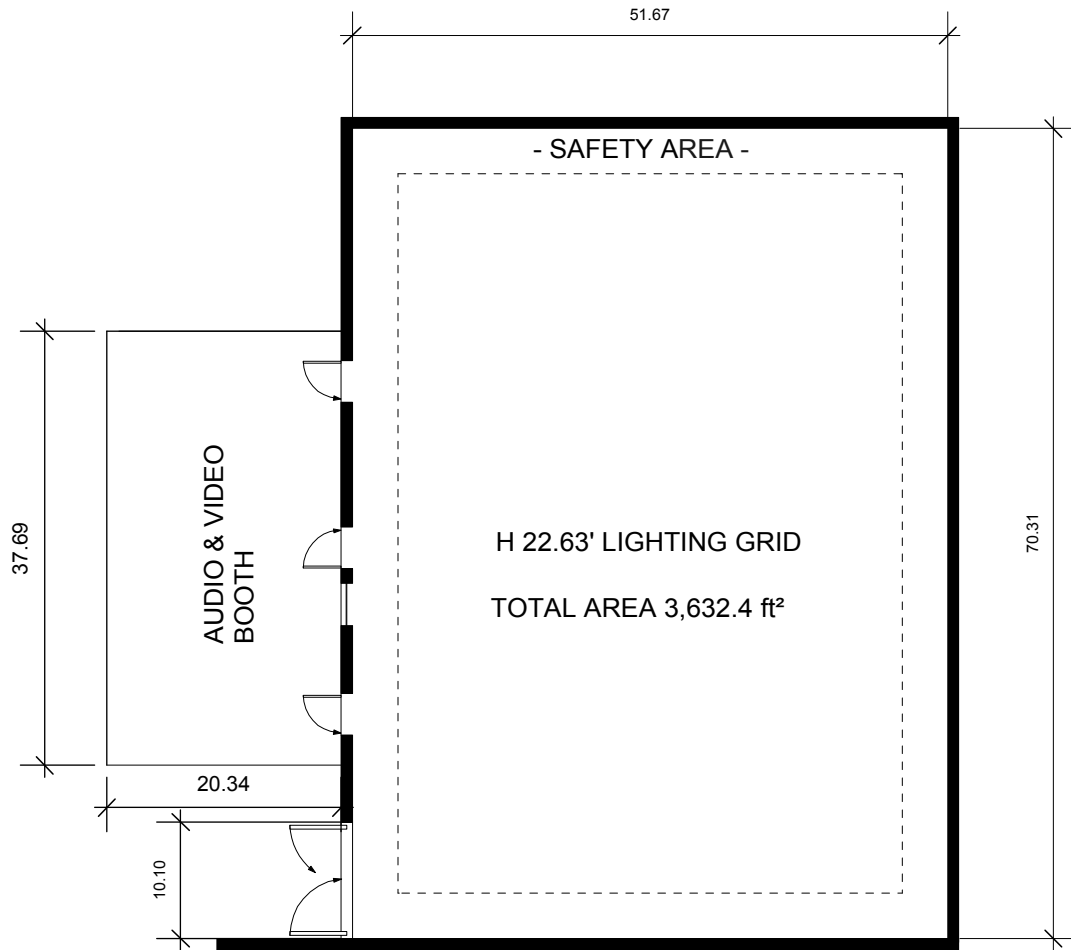 51.67
- SAFETY AREA -
37.69
AUDIO & VIDEO
BOOTH
H 22.63' LIGHTING GRID
TOTAL AREA 3,632.4 ft²
70.31
20.34
10.10